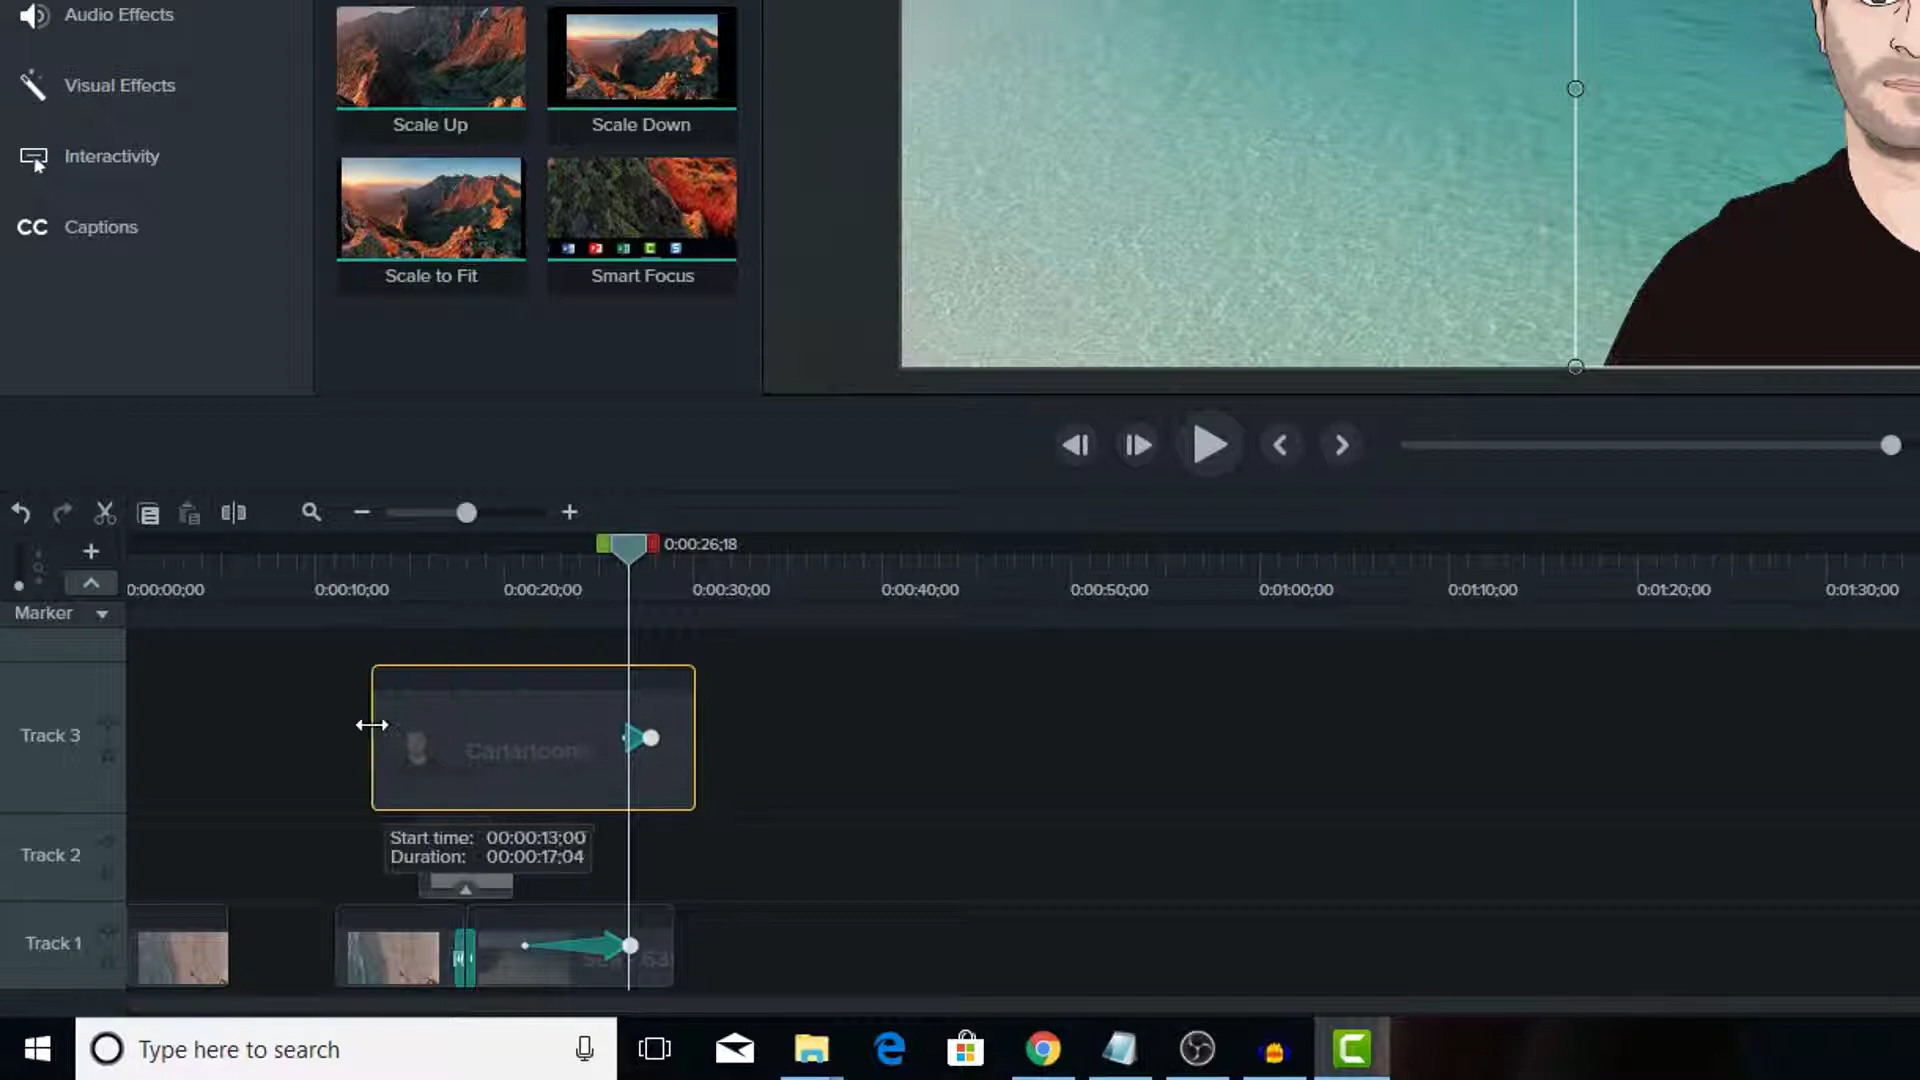 Audio Effects
Visual Effects
Interactivity
CC Captions
Scale Up
Scale Down
Scale to Fit
Smart Focus
0:00:26;18
0:00:00;00
0:00:10;00
0:00:20;00
0:00:30;00
0:00:40;00
0:00:50;00
0:01:00;00
0:01:10;00
0:01:20;00
0:01:30;00
Marker
Track 3
Start time: 00:00:13;00
Duration: 00:00:17;04
Track 2
Track 1
Type here to search